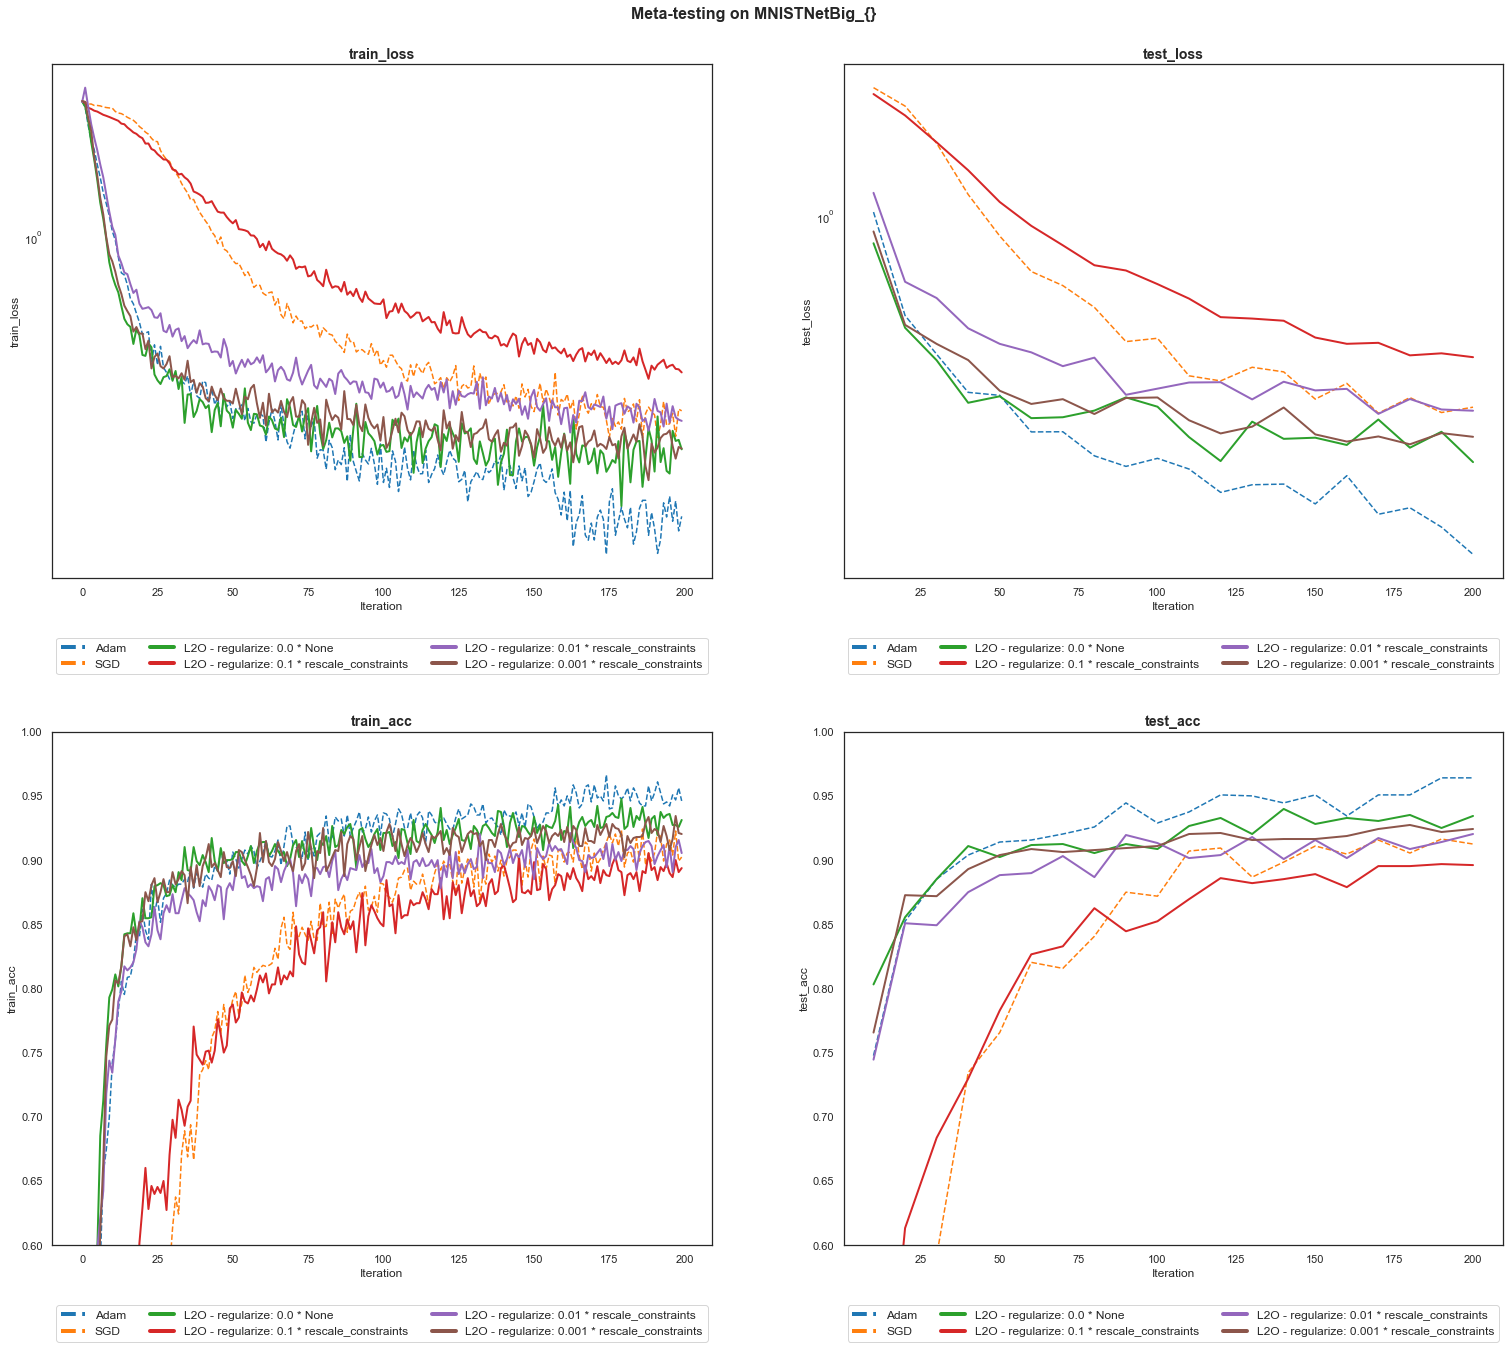 Meta-testing on MNISTNetBig_{}
train_loss
10^0
train_loss
0 25 50 75 100 125 150 175 200
Iteration
Adam L2O - regularize: 0.0 * None L2O - regularize: 0.01 * rescale_constraints
SGD L2O - regularize: 0.1 * rescale_constraints L2O - regularize: 0.001 * rescale_constraints
test_loss
10^0
test_loss
25 50 75 100 125 150 175 200
Iteration
Adam L2O - regularize: 0.0 * None L2O - regularize: 0.01 * rescale_constraints
SGD L2O - regularize: 0.1 * rescale_constraints L2O - regularize: 0.001 * rescale_constraints
train_acc
1.00
0.95
0.90
0.85
0.80
0.75
0.70
0.65
0.60
train_acc
0 25 50 75 100 125 150 175 200
Iteration
Adam L2O - regularize: 0.0 * None L2O - regularize: 0.01 * rescale_constraints
SGD L2O - regularize: 0.1 * rescale_constraints L2O - regularize: 0.001 * rescale_constraints
test_acc
1.00
0.95
0.90
0.85
0.80
0.75
0.70
0.65
0.60
test_acc
25 50 75 100 125 150 175 200
Iteration
Adam L2O - regularize: 0.0 * None L2O - regularize: 0.01 * rescale_constraints
SGD L2O - regularize: 0.1 * rescale_constraints L2O - regularize: 0.001 * rescale_constraints